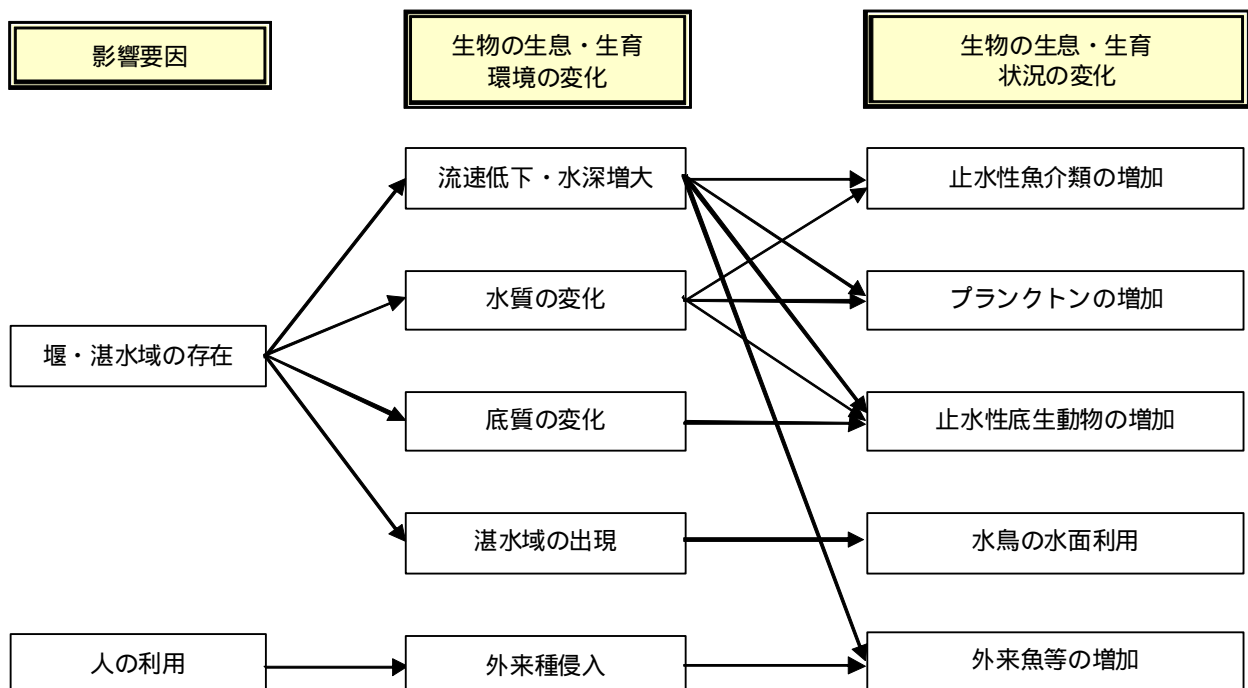 影響要因
生物の生息・生育
環境の変化
生物の生息・生育
状況の変化
流速低下・水深増大
止水性魚介類の増加
水質の変化
プランクトンの増加
堰・湛水域の存在
底質の変化
止水性底生動物の増加
湛水域の出現
水鳥の水面利用
人の利用
外来種侵入
外来魚等の増加